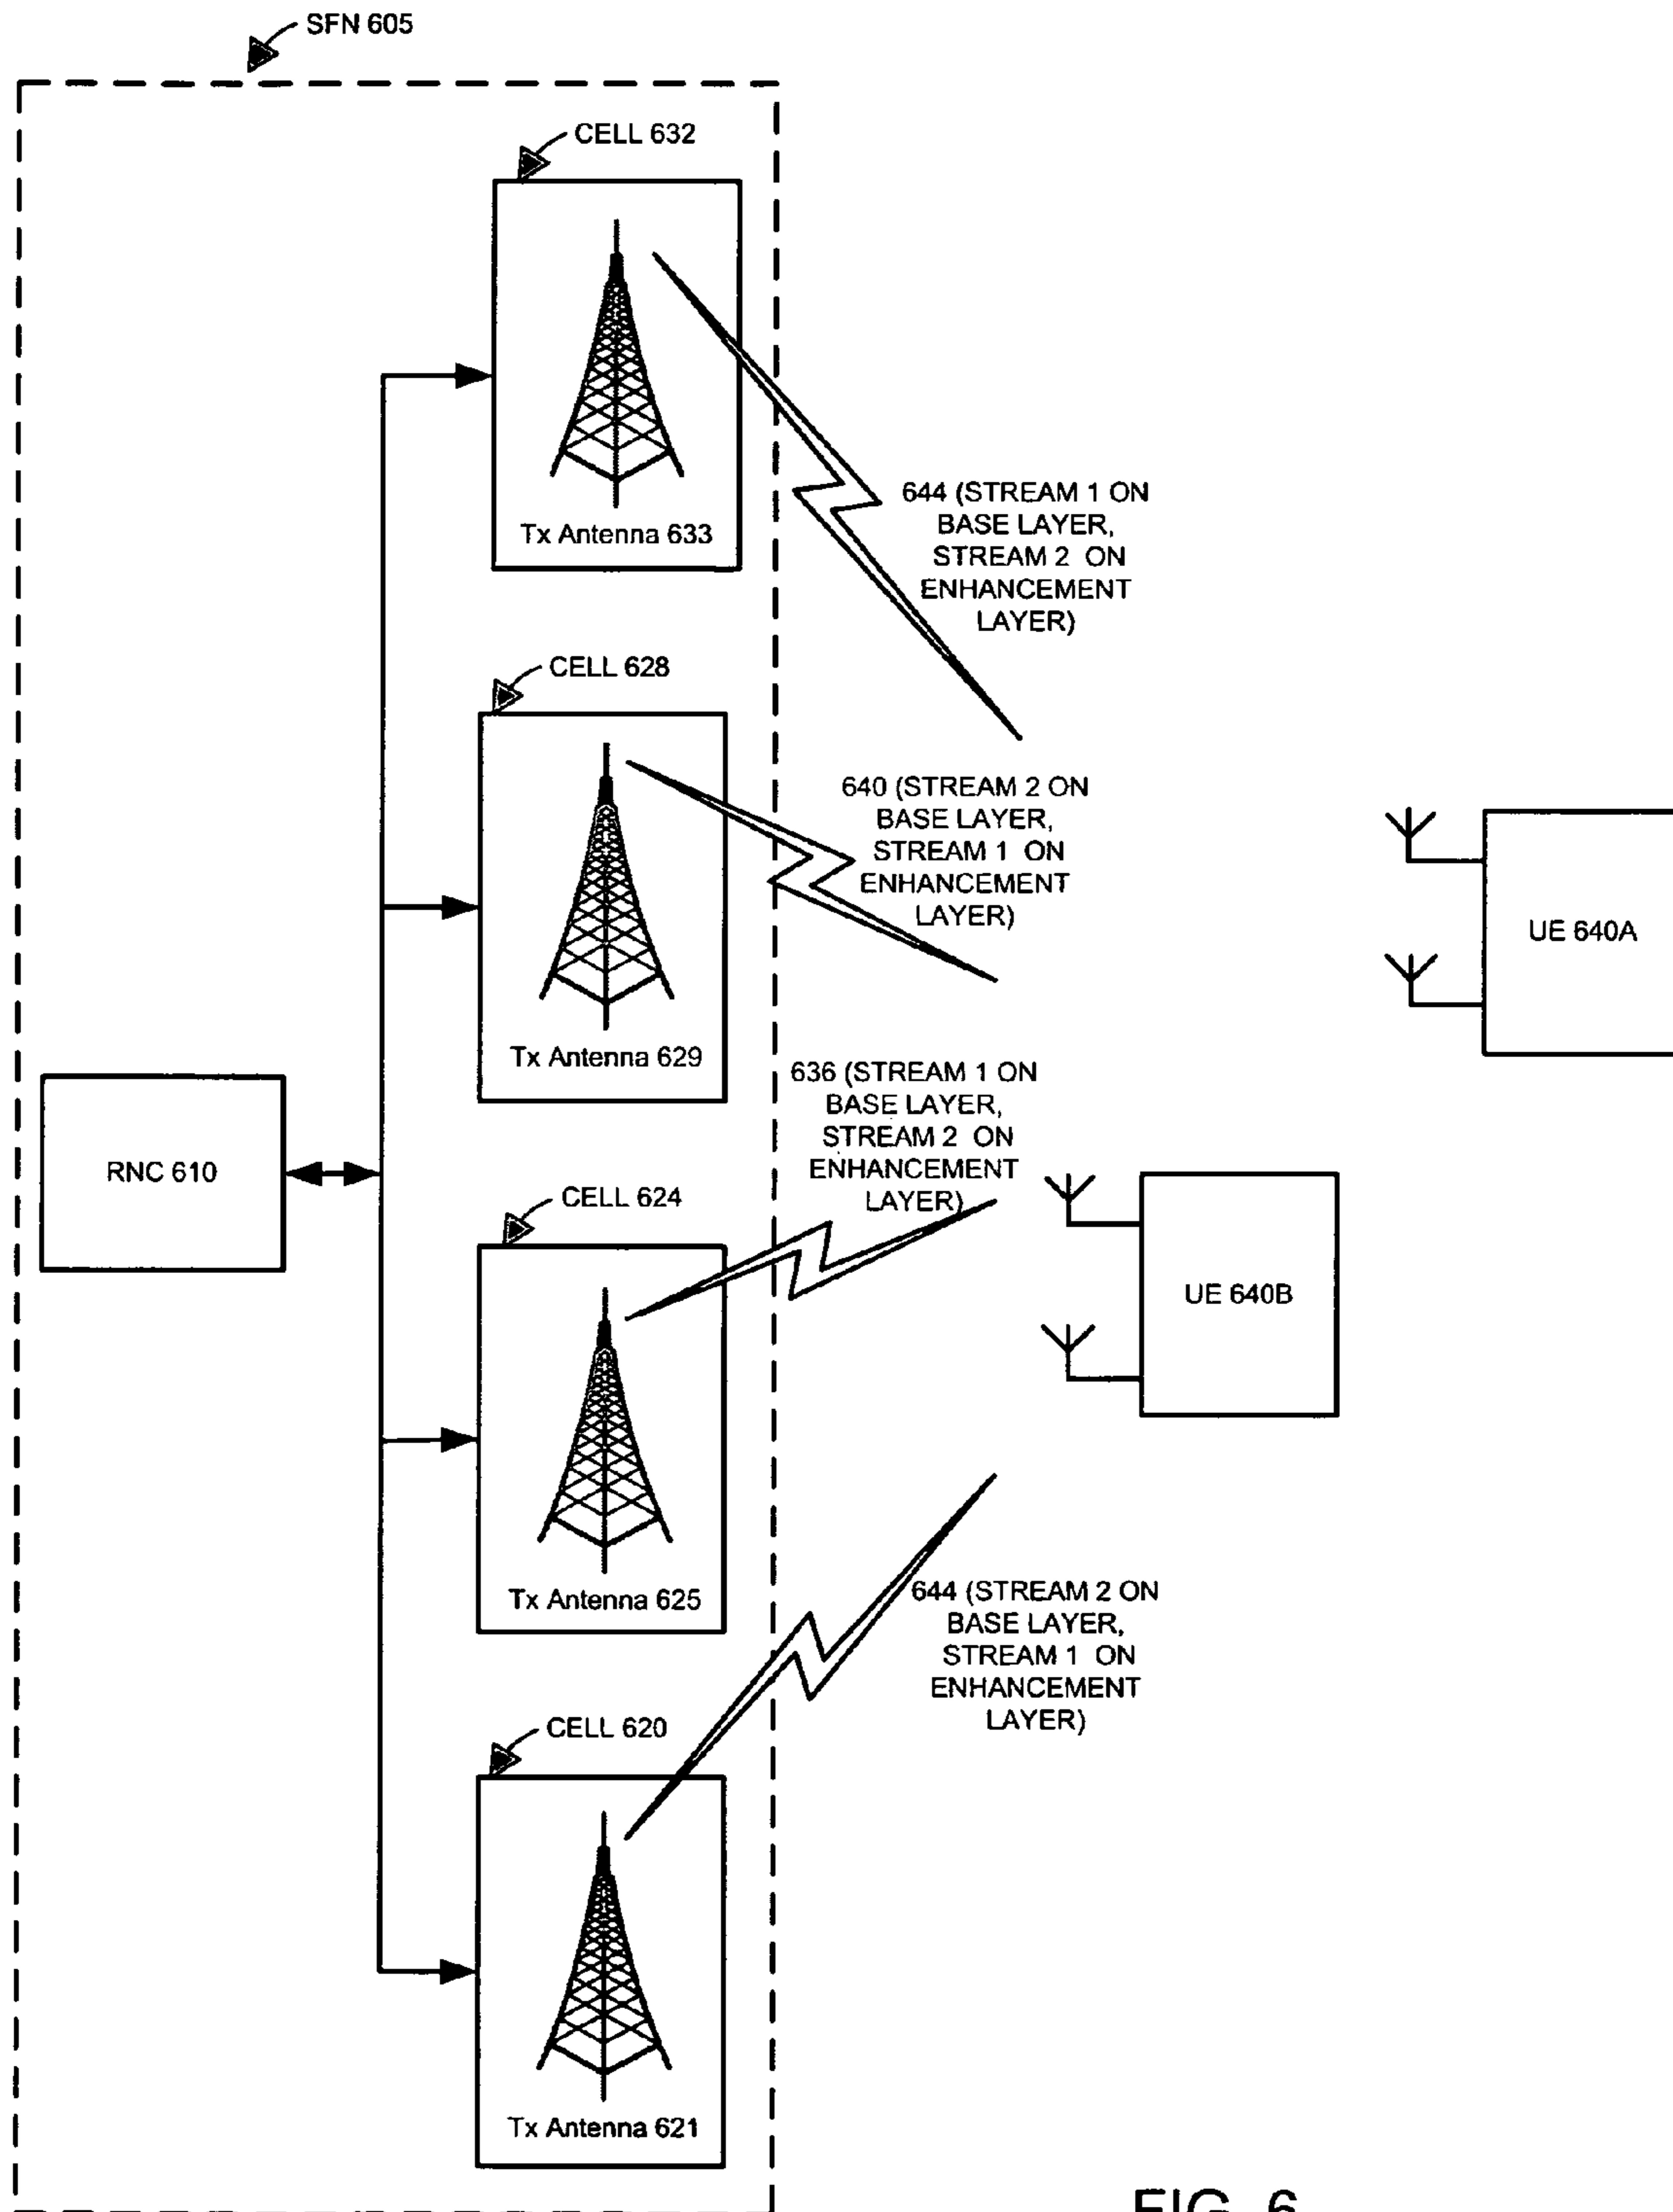 SFN 605
CELL 632
Tx Antenna 633
644 (STREAM 1 ON
BASE LAYER,
STREAM 2 ON
ENHANCEMENT
LAYER)
CELL 628
Tx Antenna 629
640 (STREAM 2 ON
BASE LAYER,
STREAM 1 ON
ENHANCEMENT
LAYER)
UE 640A
RNC 610
636 (STREAM 1 ON
BASE LAYER,
STREAM 2 ON
ENHANCEMENT
LAYER)
CELL 624
Tx Antenna 625
UE 640B
644 (STREAM 2 ON
BASE LAYER,
STREAM 1 ON
ENHANCEMENT
LAYER)
CELL 620
Tx Antenna 621
FIG. 6